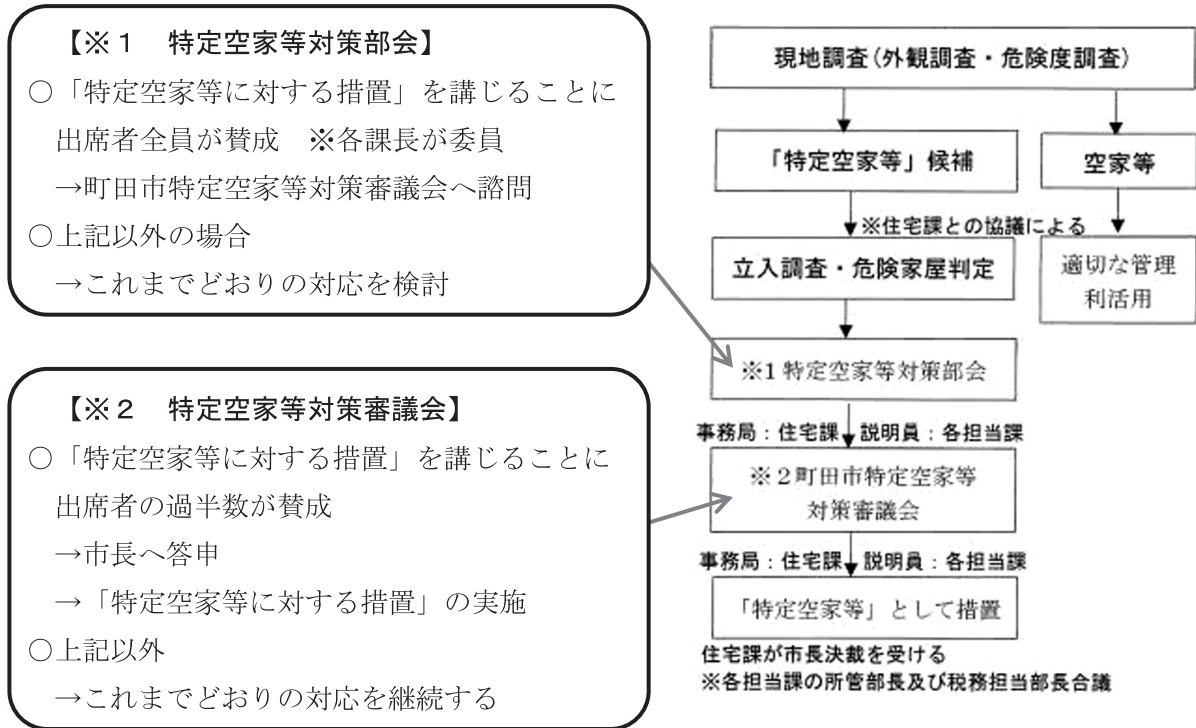 【※１　特定空家等対策部会】
○「特定空家等に対する措置」を講じることに
出席者全員が賛成　※各課長が委員
→町田市特定空家等対策審議会へ諮問
○上記以外の場合
→これまでどおりの対応を検討
【※２　特定空家等対策審議会】
○「特定空家等に対する措置」を講じることに
出席者の過半数が賛成
→市長へ答申
→「特定空家等に対する措置」の実施
○上記以外
→これまでどおりの対応を継続する
現地調査(外観調査・危険度調査)
「特定空家等」候補
空家等
※住宅課との協議による
立入調査・危険家屋判定
適切な管理
利活用
※1 特定空家等対策部会
事務局：住宅課　説明員：各担当課
※２町田市特定空家等
対策審議会
事務局：住宅課　説明員：各担当課
「特定空家等」として措置
住宅課が市長決裁を受ける
※各担当課の所管部長及び税務担当部長合議